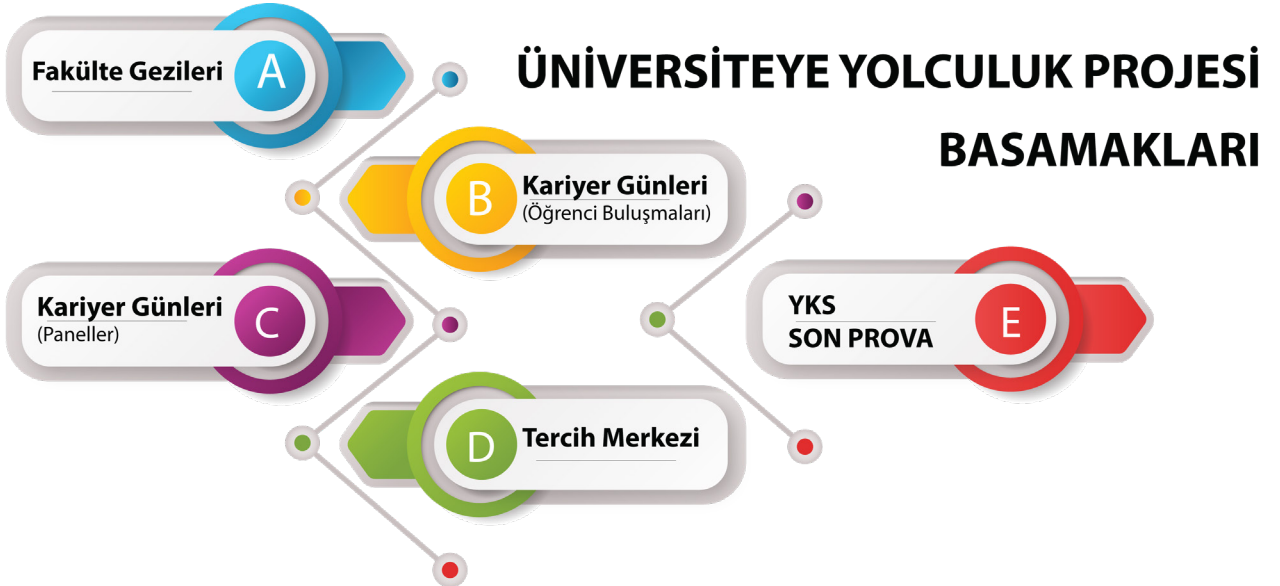 ÜNİVERSİTEYE YOLCULUK PROJESİ
BASAMAKLARI
Fakülte Gezileri
A
B
Kariyer Günleri
(Öğrenci Buluşmaları)
Kariyer Günleri
(Paneller)
C
D
Tercih Merkezi
YKS
SON PROVA
E